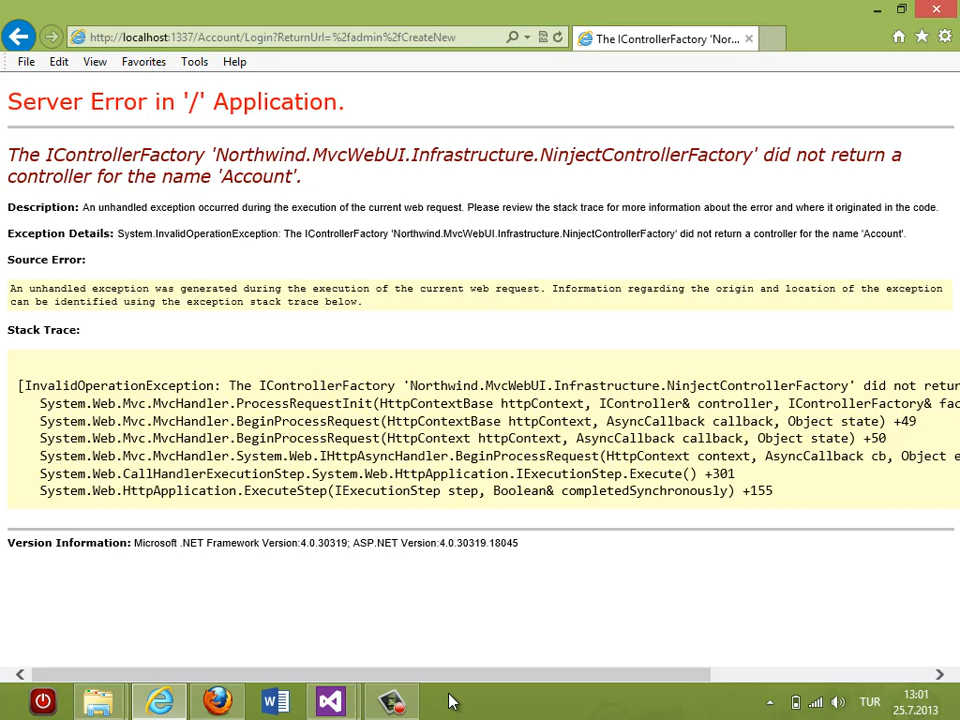 http://localhost:1337/Account/Login?ReturnUrl=%2fadmin%2fCreateNew
The IControllerFactory 'Nor...
File Edit View Favorites Tools Help
Server Error in '/' Application.
The IControllerFactory 'Northwind.MvcWebUI.Infrastructure.NinjectControllerFactory' did not return a
controller for the name 'Account'.
Description: An unhandled exception occurred during the execution of the current web request. Please review the stack trace for more information about the error and where it originated in the code.
Exception Details: System.InvalidOperationException: The IControllerFactory 'Northwind.MvcWebUI.Infrastructure.NinjectControllerFactory' did not return a controller for the name 'Account'.
Source Error:
An unhandled exception was generated during the execution of the current web request. Information regarding the origin and location of the exception
can be identified using the exception stack trace below.
Stack Trace:
[InvalidOperationException: The IControllerFactory 'Northwind.MvcWebUI.Infrastructure.NinjectControllerFactory' did not retur
System.Web.Mvc.MvcHandler.ProcessRequestInit(HttpContextBase httpContext, IController& controller, IControllerFactory& fac
System.Web.Mvc.MvcHandler.BeginProcessRequest(HttpContextBase httpContext, AsyncCallback callback, Object state) +49
System.Web.Mvc.MvcHandler.BeginProcessRequest(HttpContext httpContext, AsyncCallback callback, Object state) +50
System.Web.Mvc.MvcHandler.System.Web.IHttpAsyncHandler.BeginProcessRequest(HttpContext context, AsyncCallback cb, Object e
System.Web.CallHandlerExecutionStep.System.Web.HttpApplication.IExecutionStep.Execute() +301
System.Web.HttpApplication.ExecuteStep(IExecutionStep step, Boolean& completedSynchronously) +155
Version Information: Microsoft .NET Framework Version:4.0.30319; ASP.NET Version:4.0.30319.18045
TUR
13:01
25.7.2013